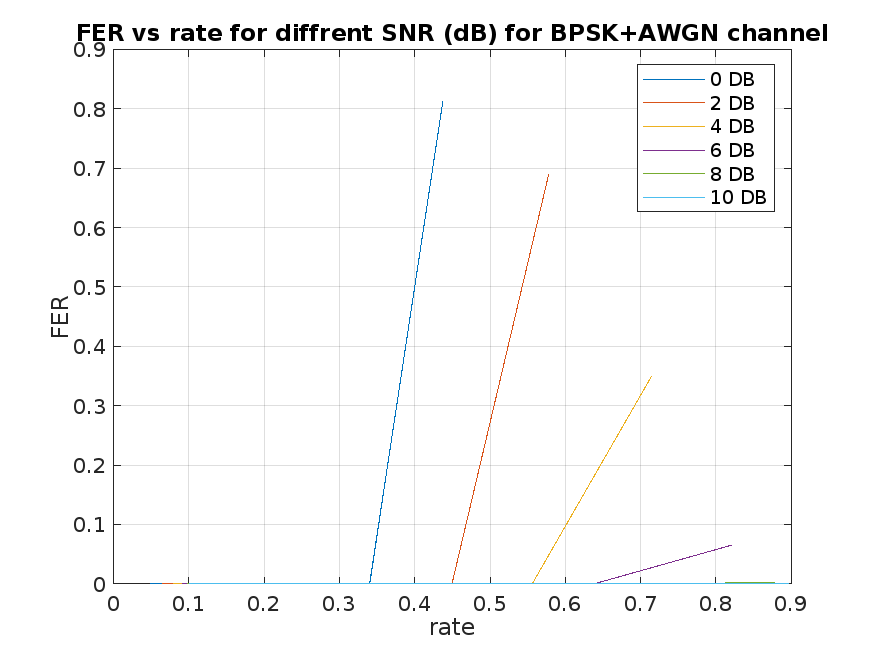 FER vs rate for diffrent SNR (dB) for BPSK+AWGN channel
0.9
0.8
0.7
0.6
0.5
0.4
0.3
0.2
0.1
0
FER
0 DB
2 DB
4 DB
6 DB
8 DB
10 DB
0 0.1 0.2 0.3 0.4 0.5 0.6 0.7 0.8 0.9
rate